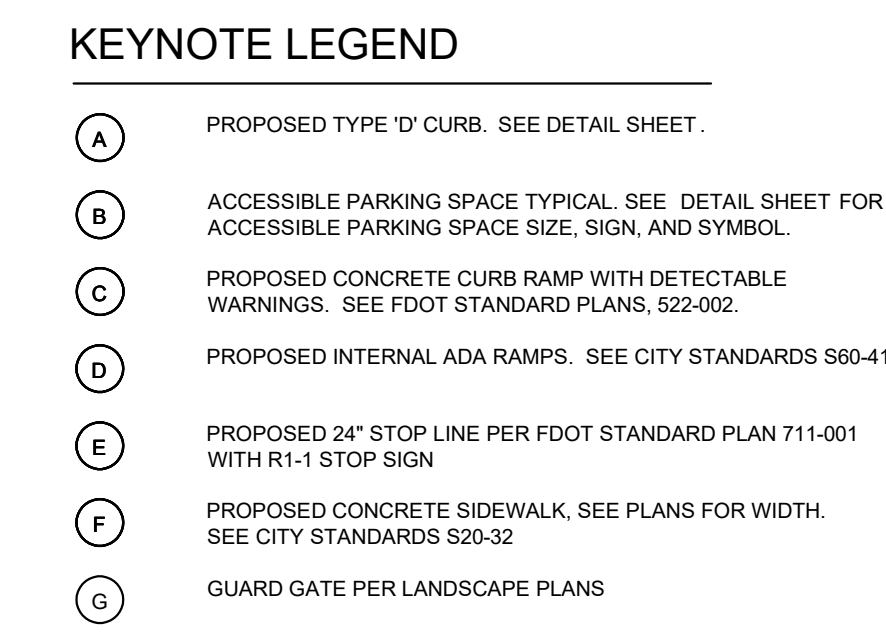 KEYNOTE LEGEND
A PROPOSED TYPE 'D' CURB. SEE DETAIL SHEET.
B ACCESSIBLE PARKING SPACE TYPICAL. SEE DETAIL SHEET FOR
ACCESSIBLE PARKING SPACE SIZE, SIGN, AND SYMBOL.
C PROPOSED CONCRETE CURB RAMP WITH DETECTABLE
WARNINGS. SEE FDOT STANDARD PLANS, 522-002.
D PROPOSED INTERNAL ADA RAMPS. SEE CITY STANDARDS S60-41
E PROPOSED 24" STOP LINE PER FDOT STANDARD PLAN 711-001
WITH R1-1 STOP SIGN
F PROPOSED CONCRETE SIDEWALK, SEE PLANS FOR WIDTH.
SEE CITY STANDARDS S20-32
G GUARD GATE PER LANDSCAPE PLANS